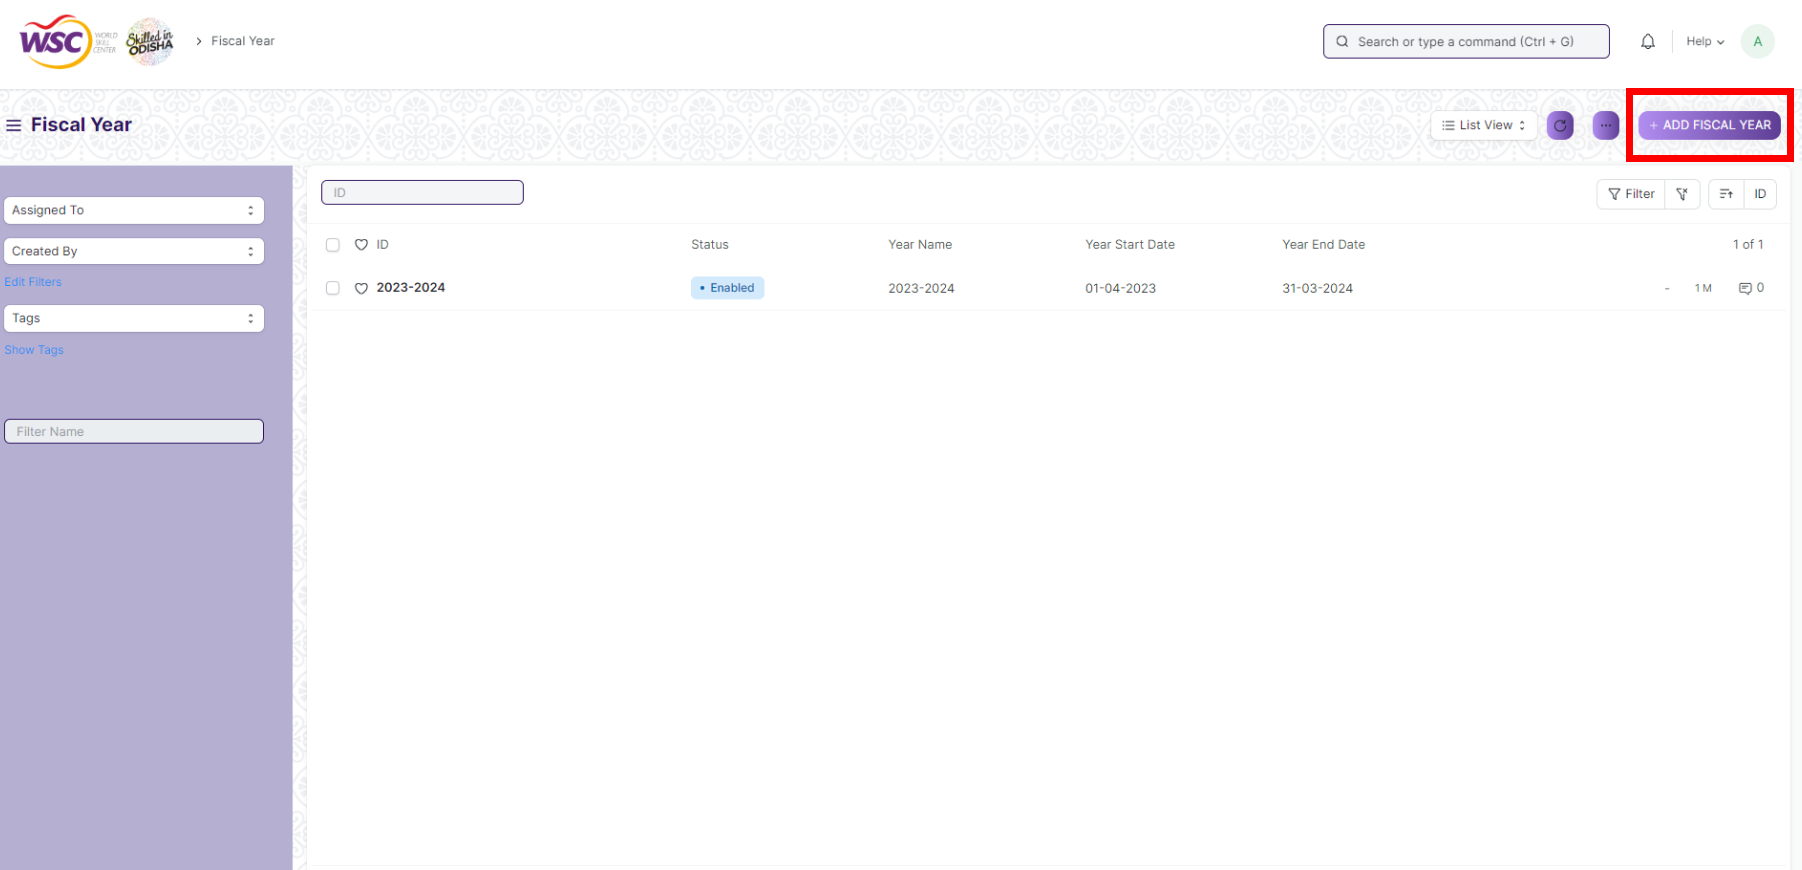 WSC WORLD SKILL CENTER Skilled in ODISHA > Fiscal Year
Search or type a command (Ctrl + G)
Help
A
Fiscal Year
List View
+ ADD FISCAL YEAR
Assigned To
Created By
Edit Filters
Tags
Show Tags
Filter Name
ID
Filter
ID
ID Status Year Name Year Start Date Year End Date 1 of 1
2023-2024 • Enabled 2023-2024 01-04-2023 31-03-2024 - 1 M 0